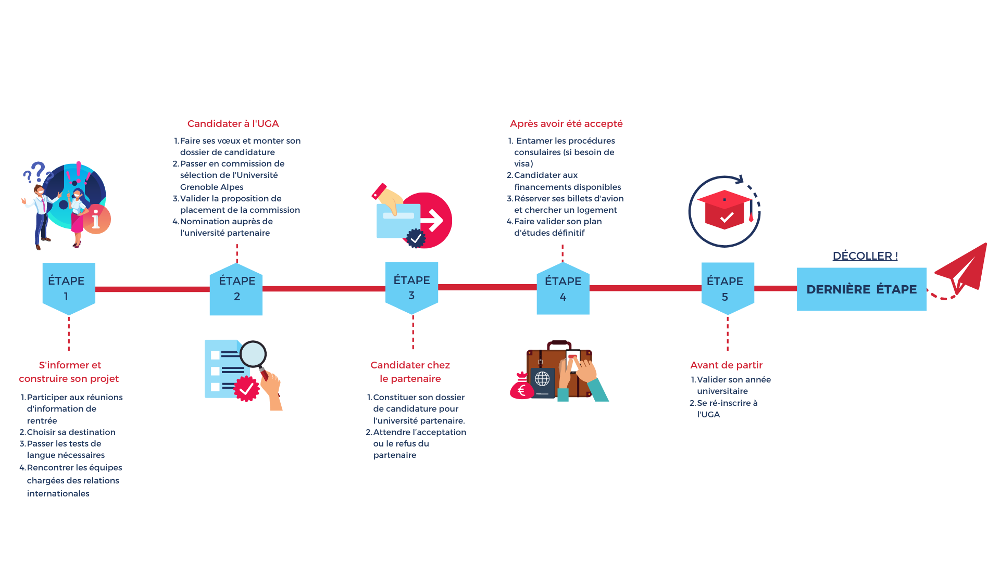 ÉTAPE
1
S'informer et
construire son projet
1. Participer aux réunions
d'information de
rentrée
2. Choisir sa destination
3. Passer les tests de
langue nécessaires
4. Rencontrer les équipes
chargées des relations
internationales
Candidater à l'UGA
1. Faire ses vœux et monter son
dossier de candidature
2. Passer en commission de
sélection de l'Université
Grenoble Alpes
3. Valider la proposition de
placement de la commission
4. Nomination auprès de
l'université partenaire
ÉTAPE
2
ÉTAPE
3
Candidater chez
le partenaire
1. Constituer son dossier
de candidature pour
l'université partenaire.
2. Attendre l’acceptation
ou le refus du
partenaire
Après avoir été accepté
1. Entamer les procédures
consulaires (si besoin de
visa)
2. Candidater aux
financements disponibles
3. Réserver ses billets d'avion
et chercher un logement
4. Faire valider son plan
d'études définitif
ÉTAPE
4
ÉTAPE
5
Avant de partir
1. Valider son année
universitaire
2. Se ré-inscrire à
l'UGA
DÉCOLLER !
DERNIÈRE ÉTAPE